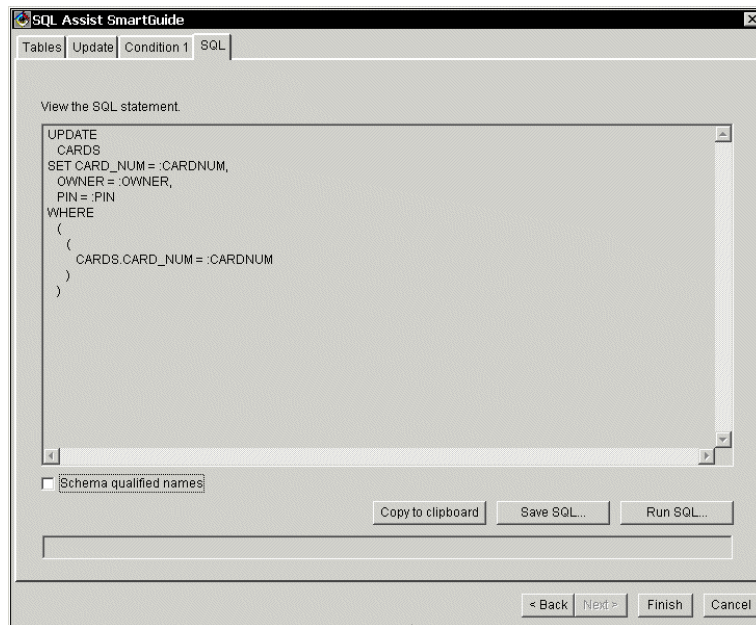 SQL Assist SmartGuide
Tables Update Condition 1 SQL
View the SQL statement.
UPDATE
CARDS
SET CARD_NUM = :CARDNUM,
OWNER = :OWNER,
PIN = :PIN
WHERE
(
(
CARDS.CARD_NUM = :CARDNUM
)
)
Schema qualified names
Copy to clipboard Save SQL... Run SQL...
< Back Next > Finish Cancel